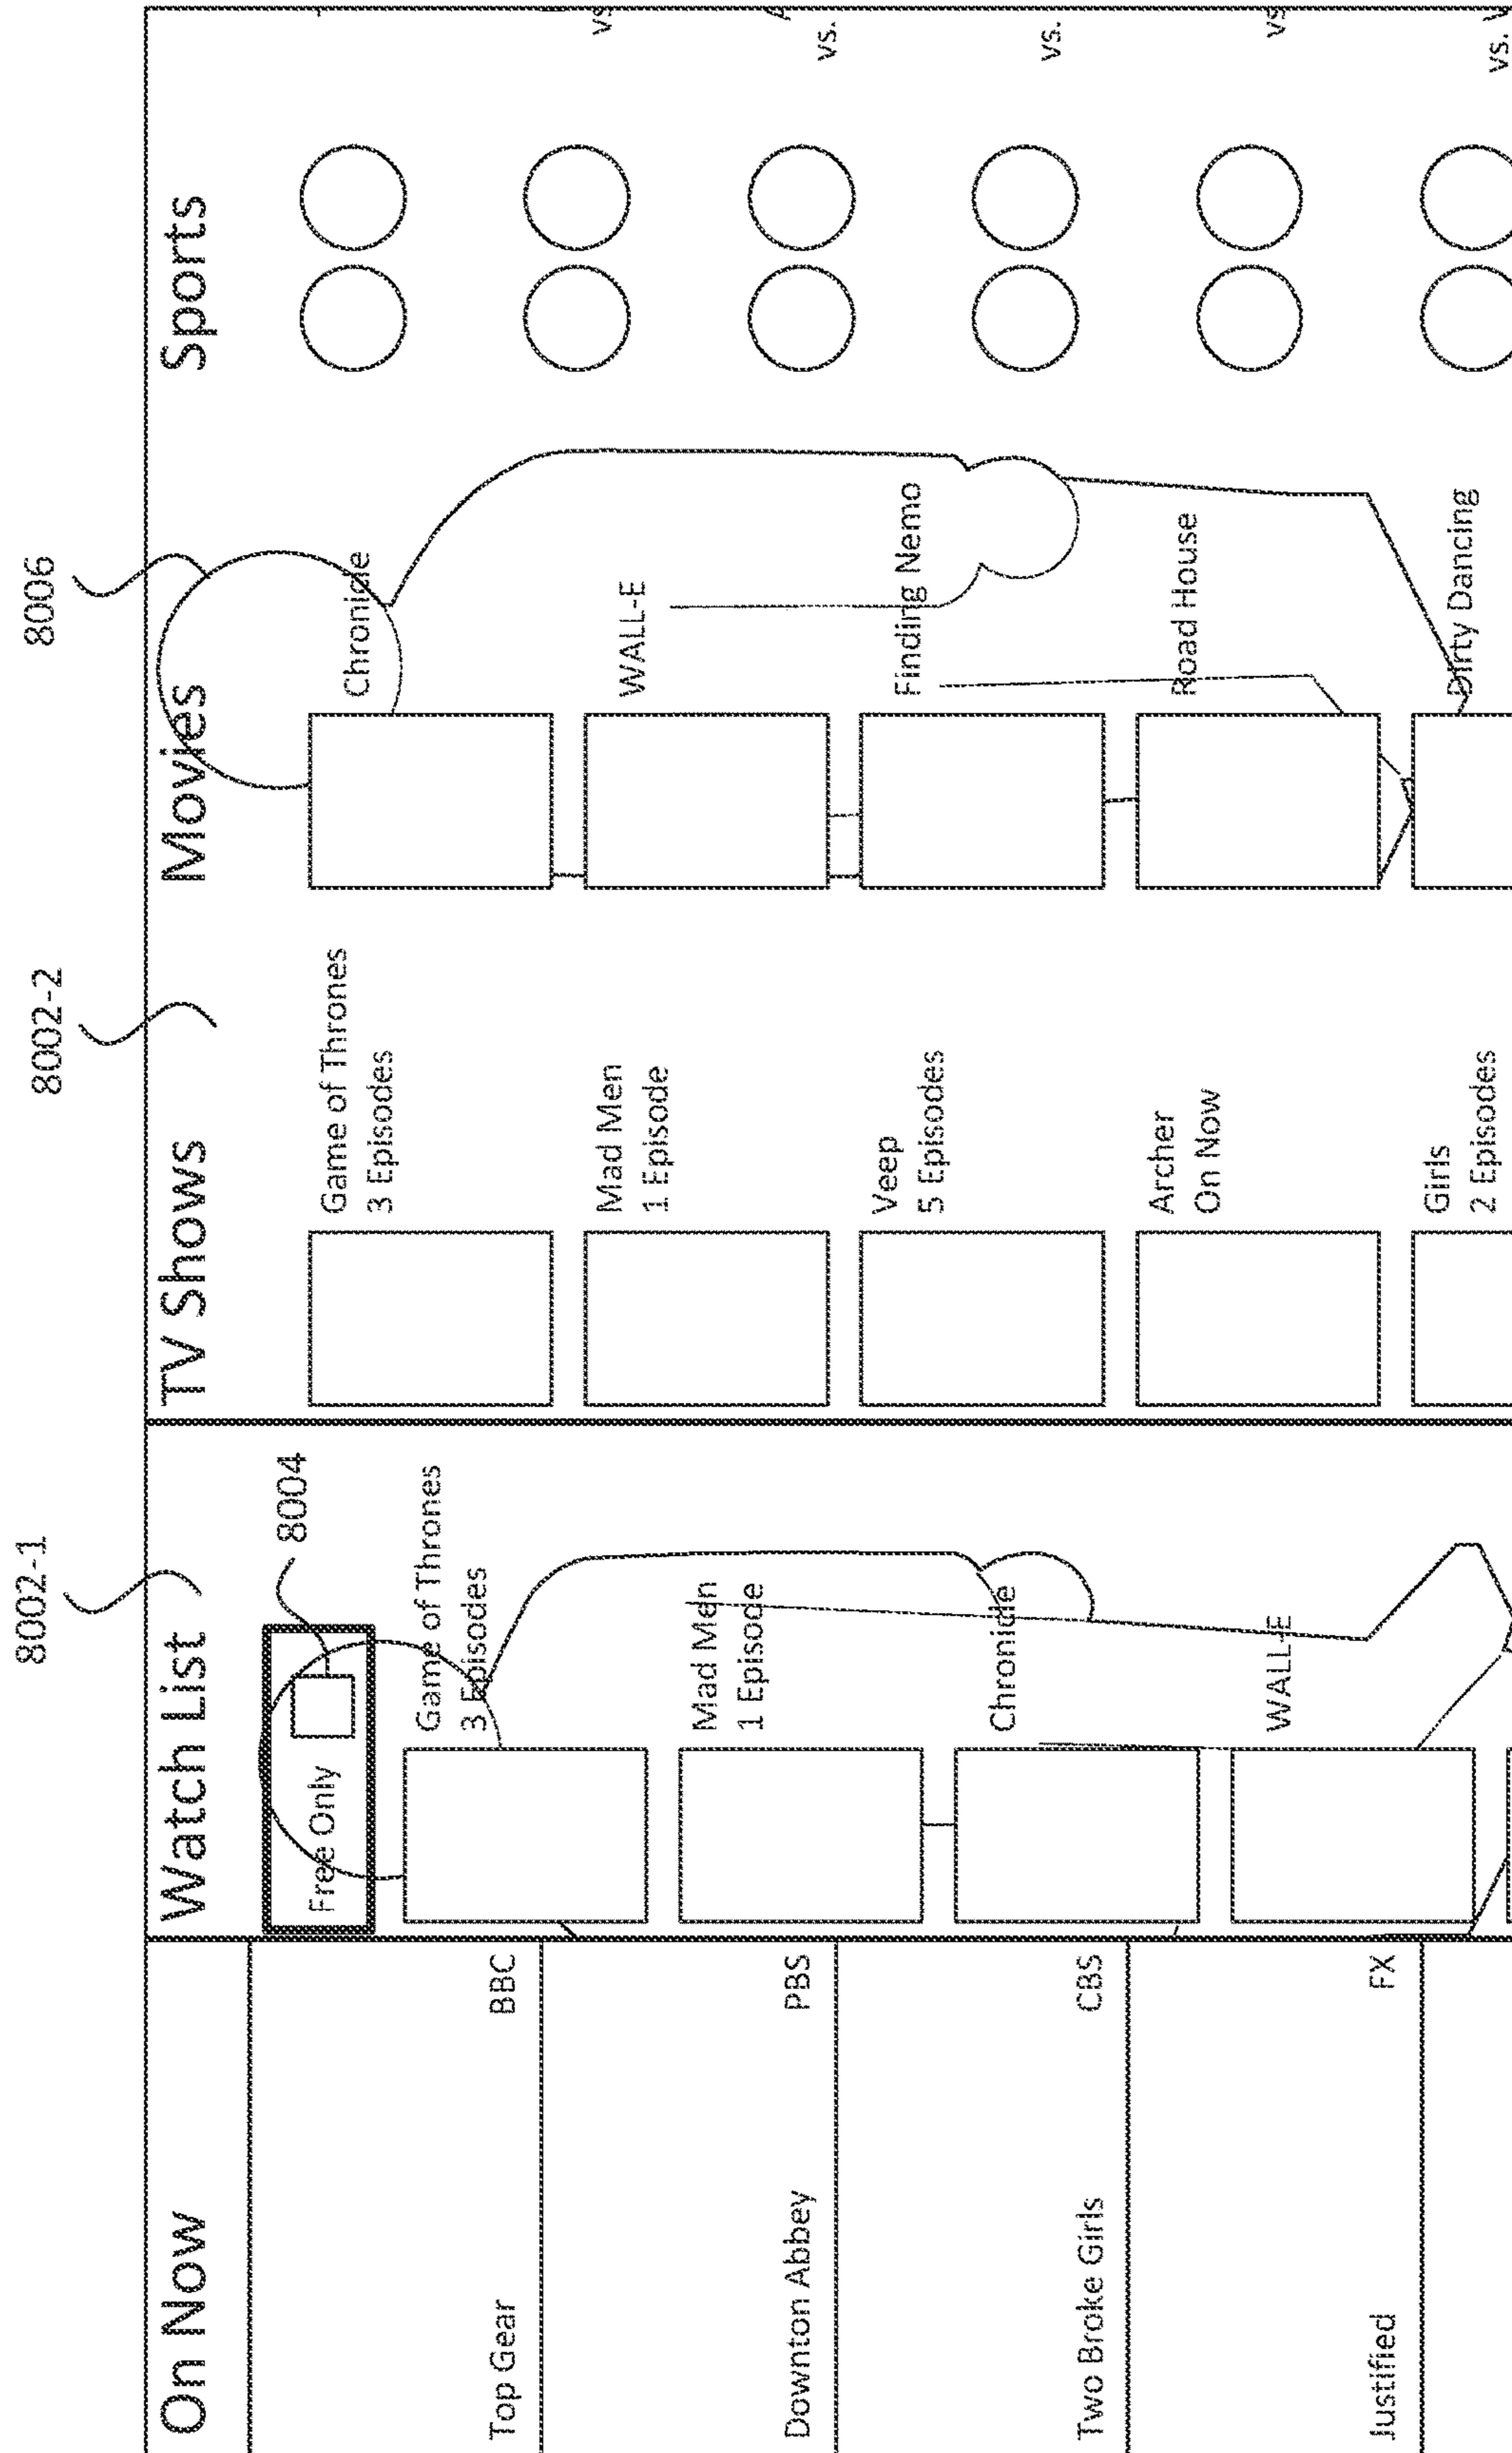 8002-1
8002-2
8006
On Now
Top Gear
BBC
Downton Abbey
PBS
Two Broke Girls
CBS
Justified
FX
Watch List
Free Only
8004
Game of Thrones
3 Episodes
Mad Men
1 Episode
Chronicle
WALL-E
TV Shows
Game of Thrones
3 Episodes
Mad Men
1 Episode
Veep
5 Episodes
Archer
On Now
Girls
2 Episodes
Movies
Chronicle
WALL-E
Finding Nemo
Road House
Dirty Dancing
Sports
vs
vs.
vs.
vs
vs.